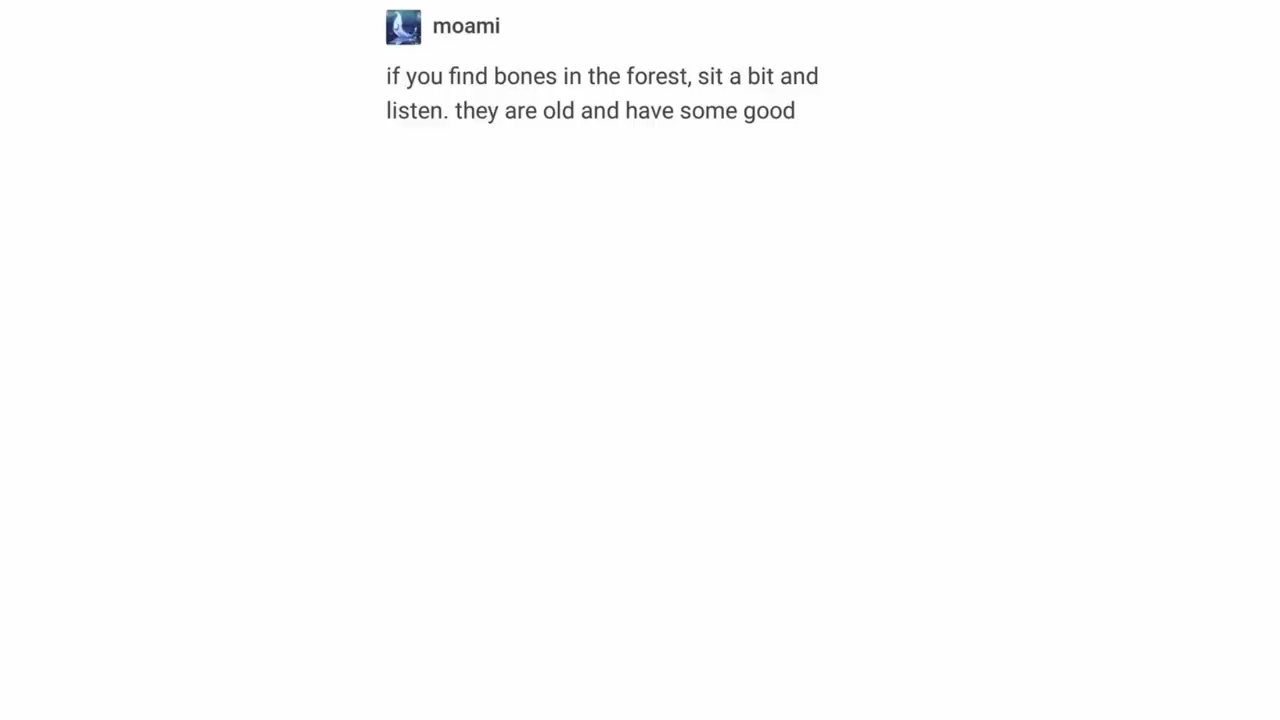 moami
if you find bones in the forest, sit a bit and
listen. they are old and have some good